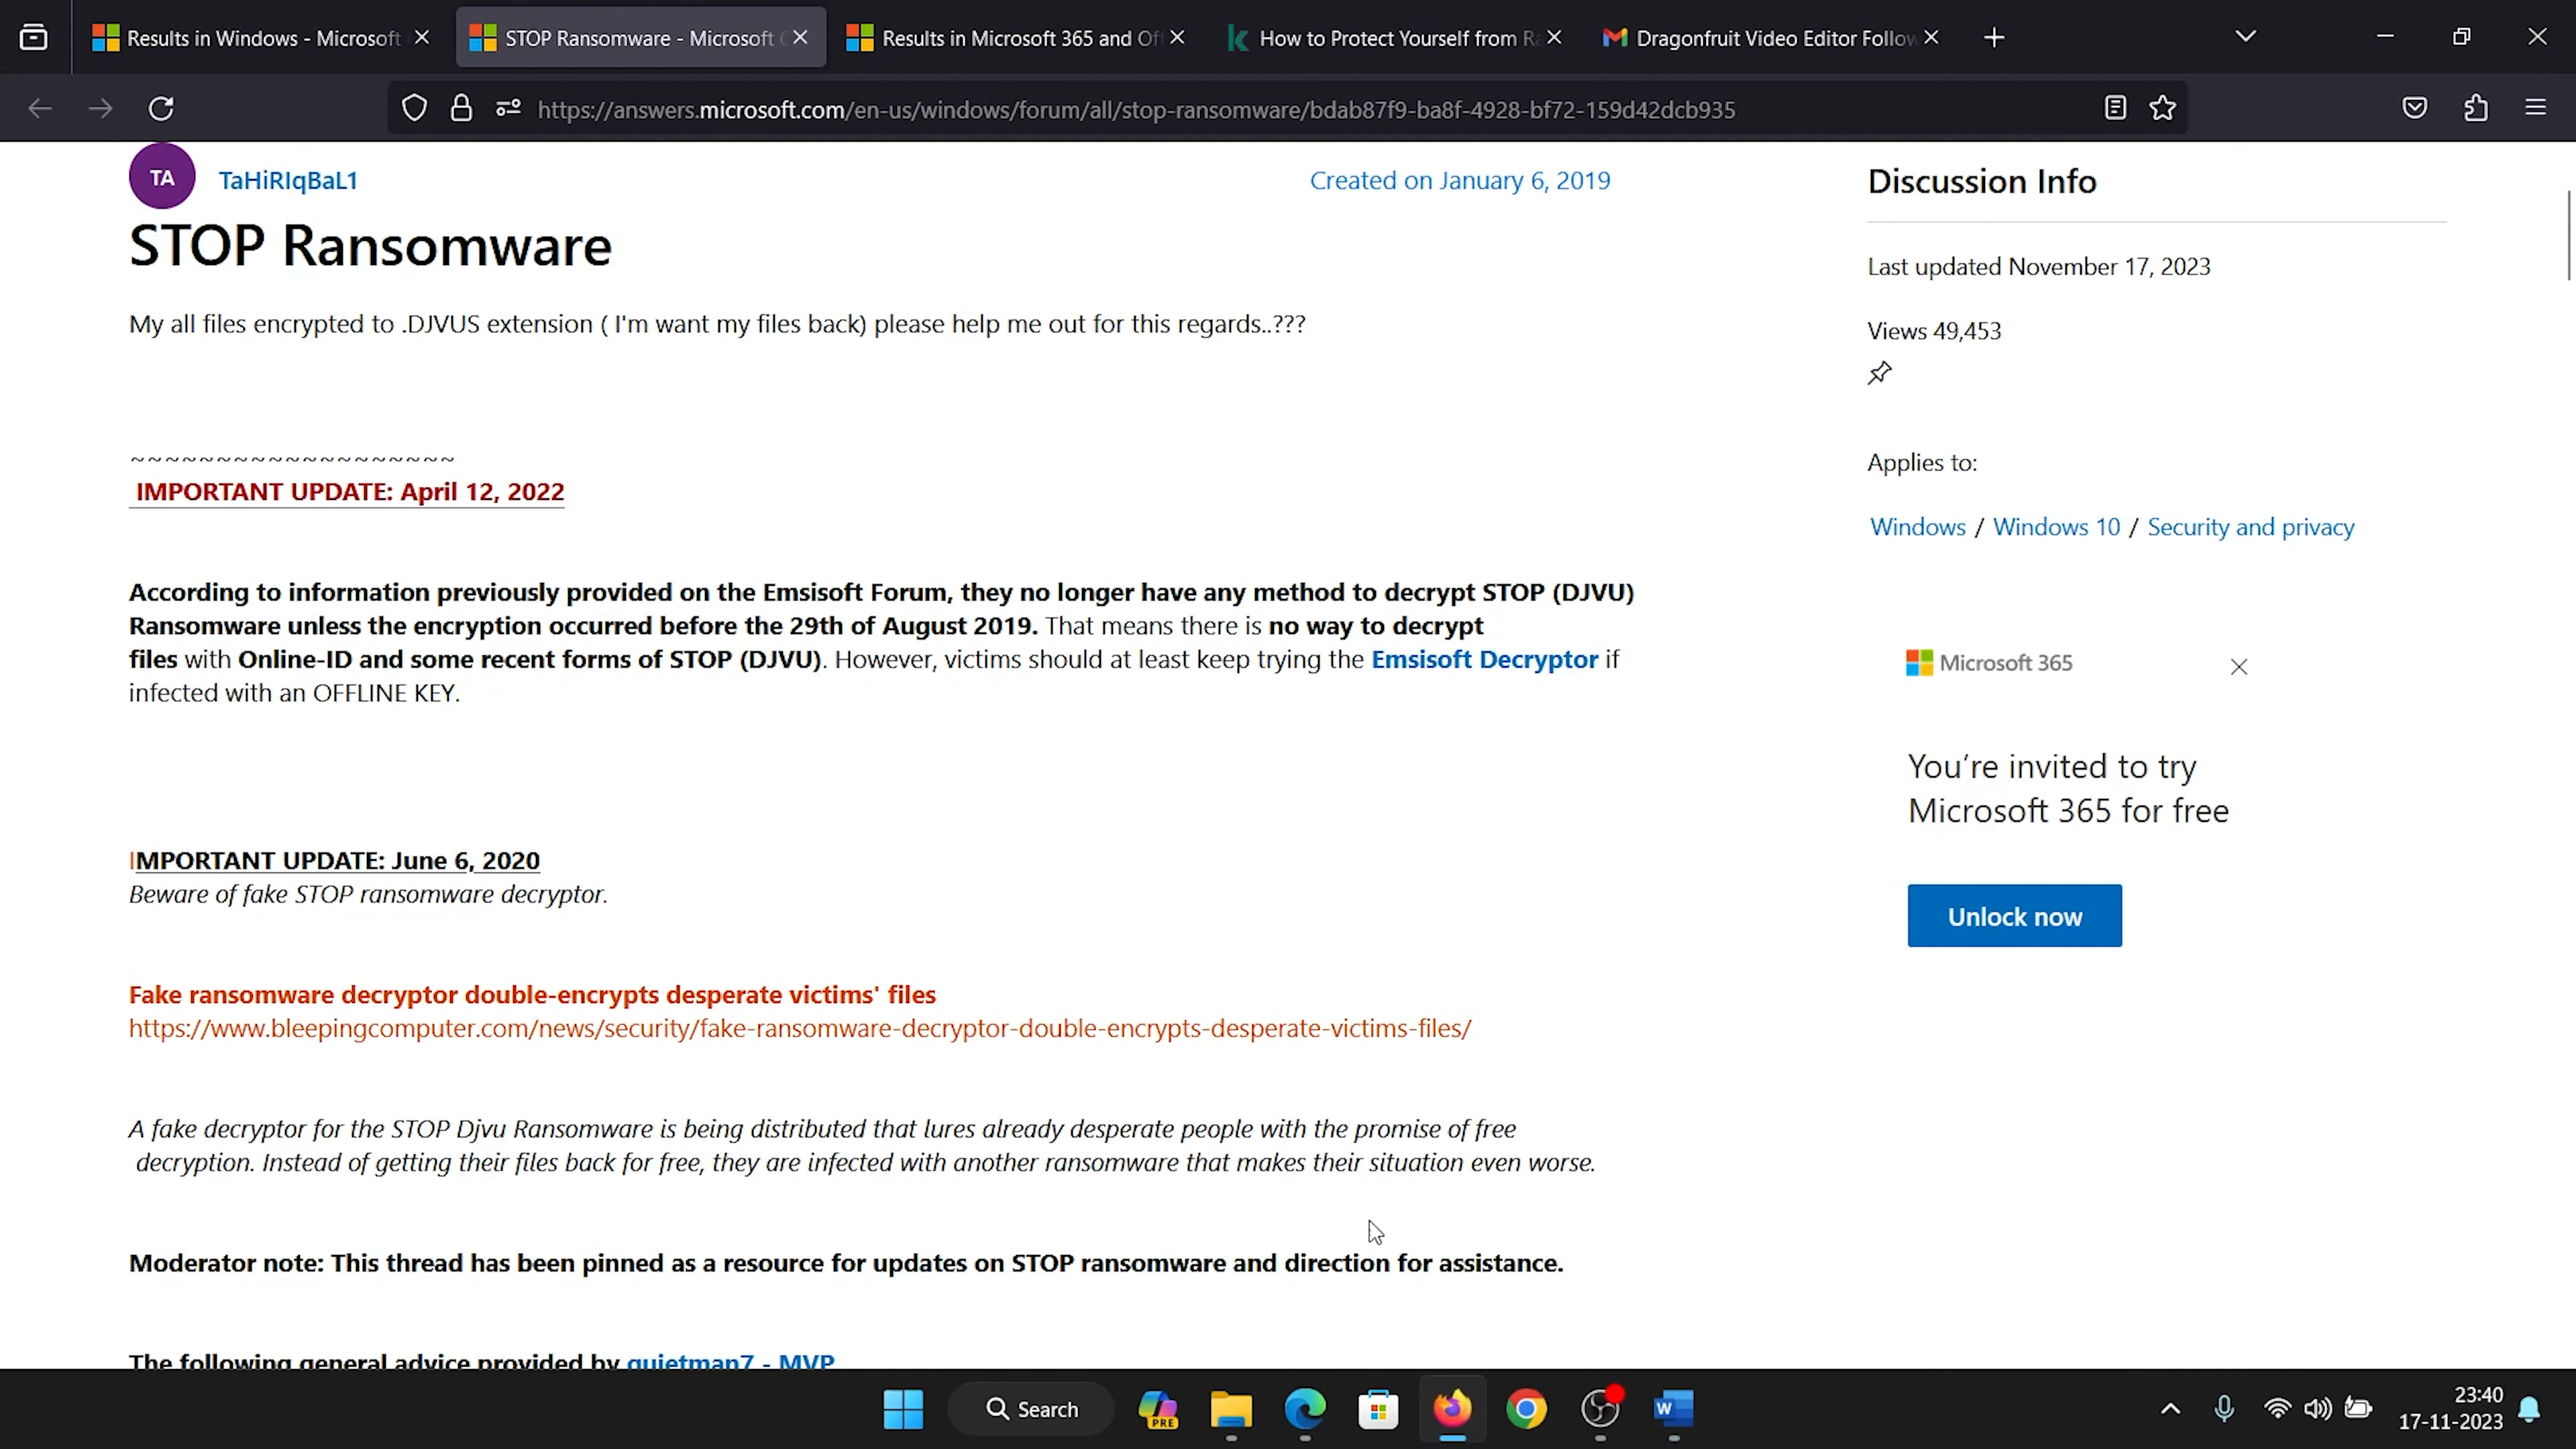 Results in Windows - Microsoft
STOP Ransomware - Microsoft
Results in Microsoft 365 and Of
How to Protect Yourself from Ra
Dragonfruit Video Editor Follow
https://answers.microsoft.com/en-us/windows/forum/all/stop-ransomware/bdab87f9-ba8f-4928-bf72-159d42dcb935
TA
TaHiRIqBaL1
Created on January 6, 2019
STOP Ransomware
My all files encrypted to .DJVUS extension ( I'm want my files back) please help me out for this regards..???
~~~~~~~~~~~~~~~~~~~
IMPORTANT UPDATE: April 12, 2022
According to information previously provided on the Emsisoft Forum, they no longer have any method to decrypt STOP (DJVU)
Ransomware unless the encryption occurred before the 29th of August 2019. That means there is no way to decrypt
files with Online-ID and some recent forms of STOP (DJVU). However, victims should at least keep trying the Emsisoft Decryptor if
infected with an OFFLINE KEY.
IMPORTANT UPDATE: June 6, 2020
Beware of fake STOP ransomware decryptor.
Fake ransomware decryptor double-encrypts desperate victims' files
https://www.bleepingcomputer.com/news/security/fake-ransomware-decryptor-double-encrypts-desperate-victims-files/
A fake decryptor for the STOP Djvu Ransomware is being distributed that lures already desperate people with the promise of free
decryption. Instead of getting their files back for free, they are infected with another ransomware that makes their situation even worse.
Moderator note: This thread has been pinned as a resource for updates on STOP ransomware and direction for assistance.
The following general advice provided by quietman7 - MVP
Discussion Info
Last updated November 17, 2023
Views 49,453
Applies to:
Windows / Windows 10 / Security and privacy
Microsoft 365
You're invited to try
Microsoft 365 for free
Unlock now
Search
PRE
W
23:40
17-11-2023